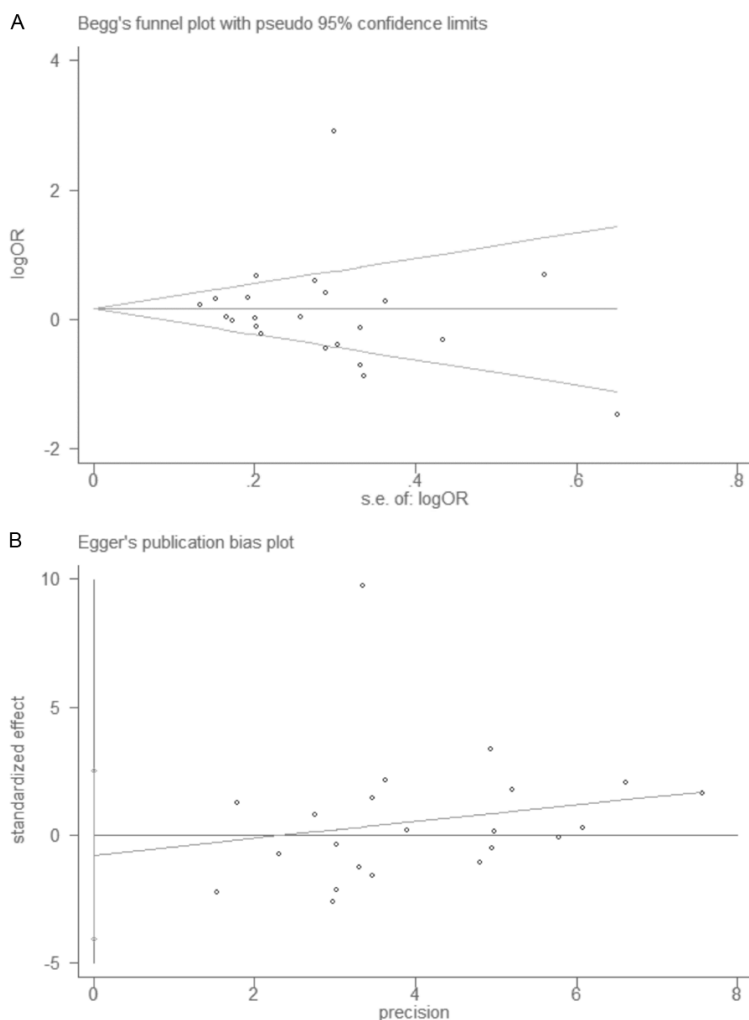 A
Begg's funnel plot with pseudo 95% confidence limits
4
2
0
-2
logOR
0 .2 .4 .6 .8
s.e. of: logOR
B
Egger's publication bias plot
10
5
0
-5
standardized effect
0 2 4 6 8
precision